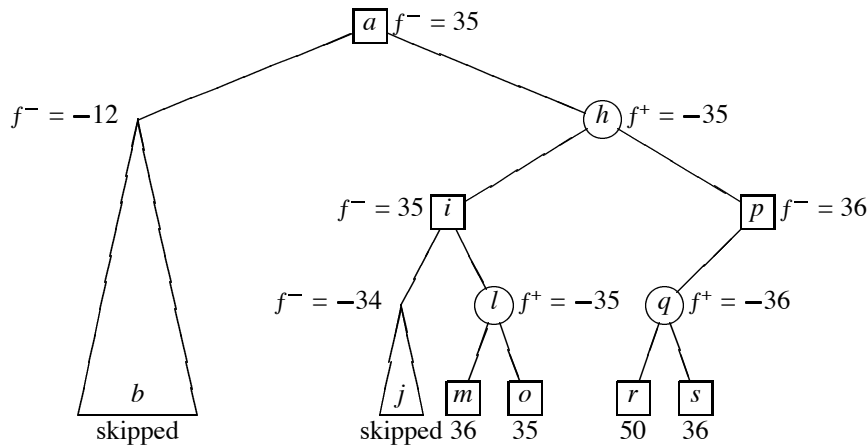 a f⁻ = 35
f⁻ = −12
h f⁺ = −35
f⁻ = 35 i
p f⁻ = 36
f⁻ = −34
l f⁺ = −35
q f⁺ = −36
b
j
m
o
r
s
skipped
skipped 36
35
50
36